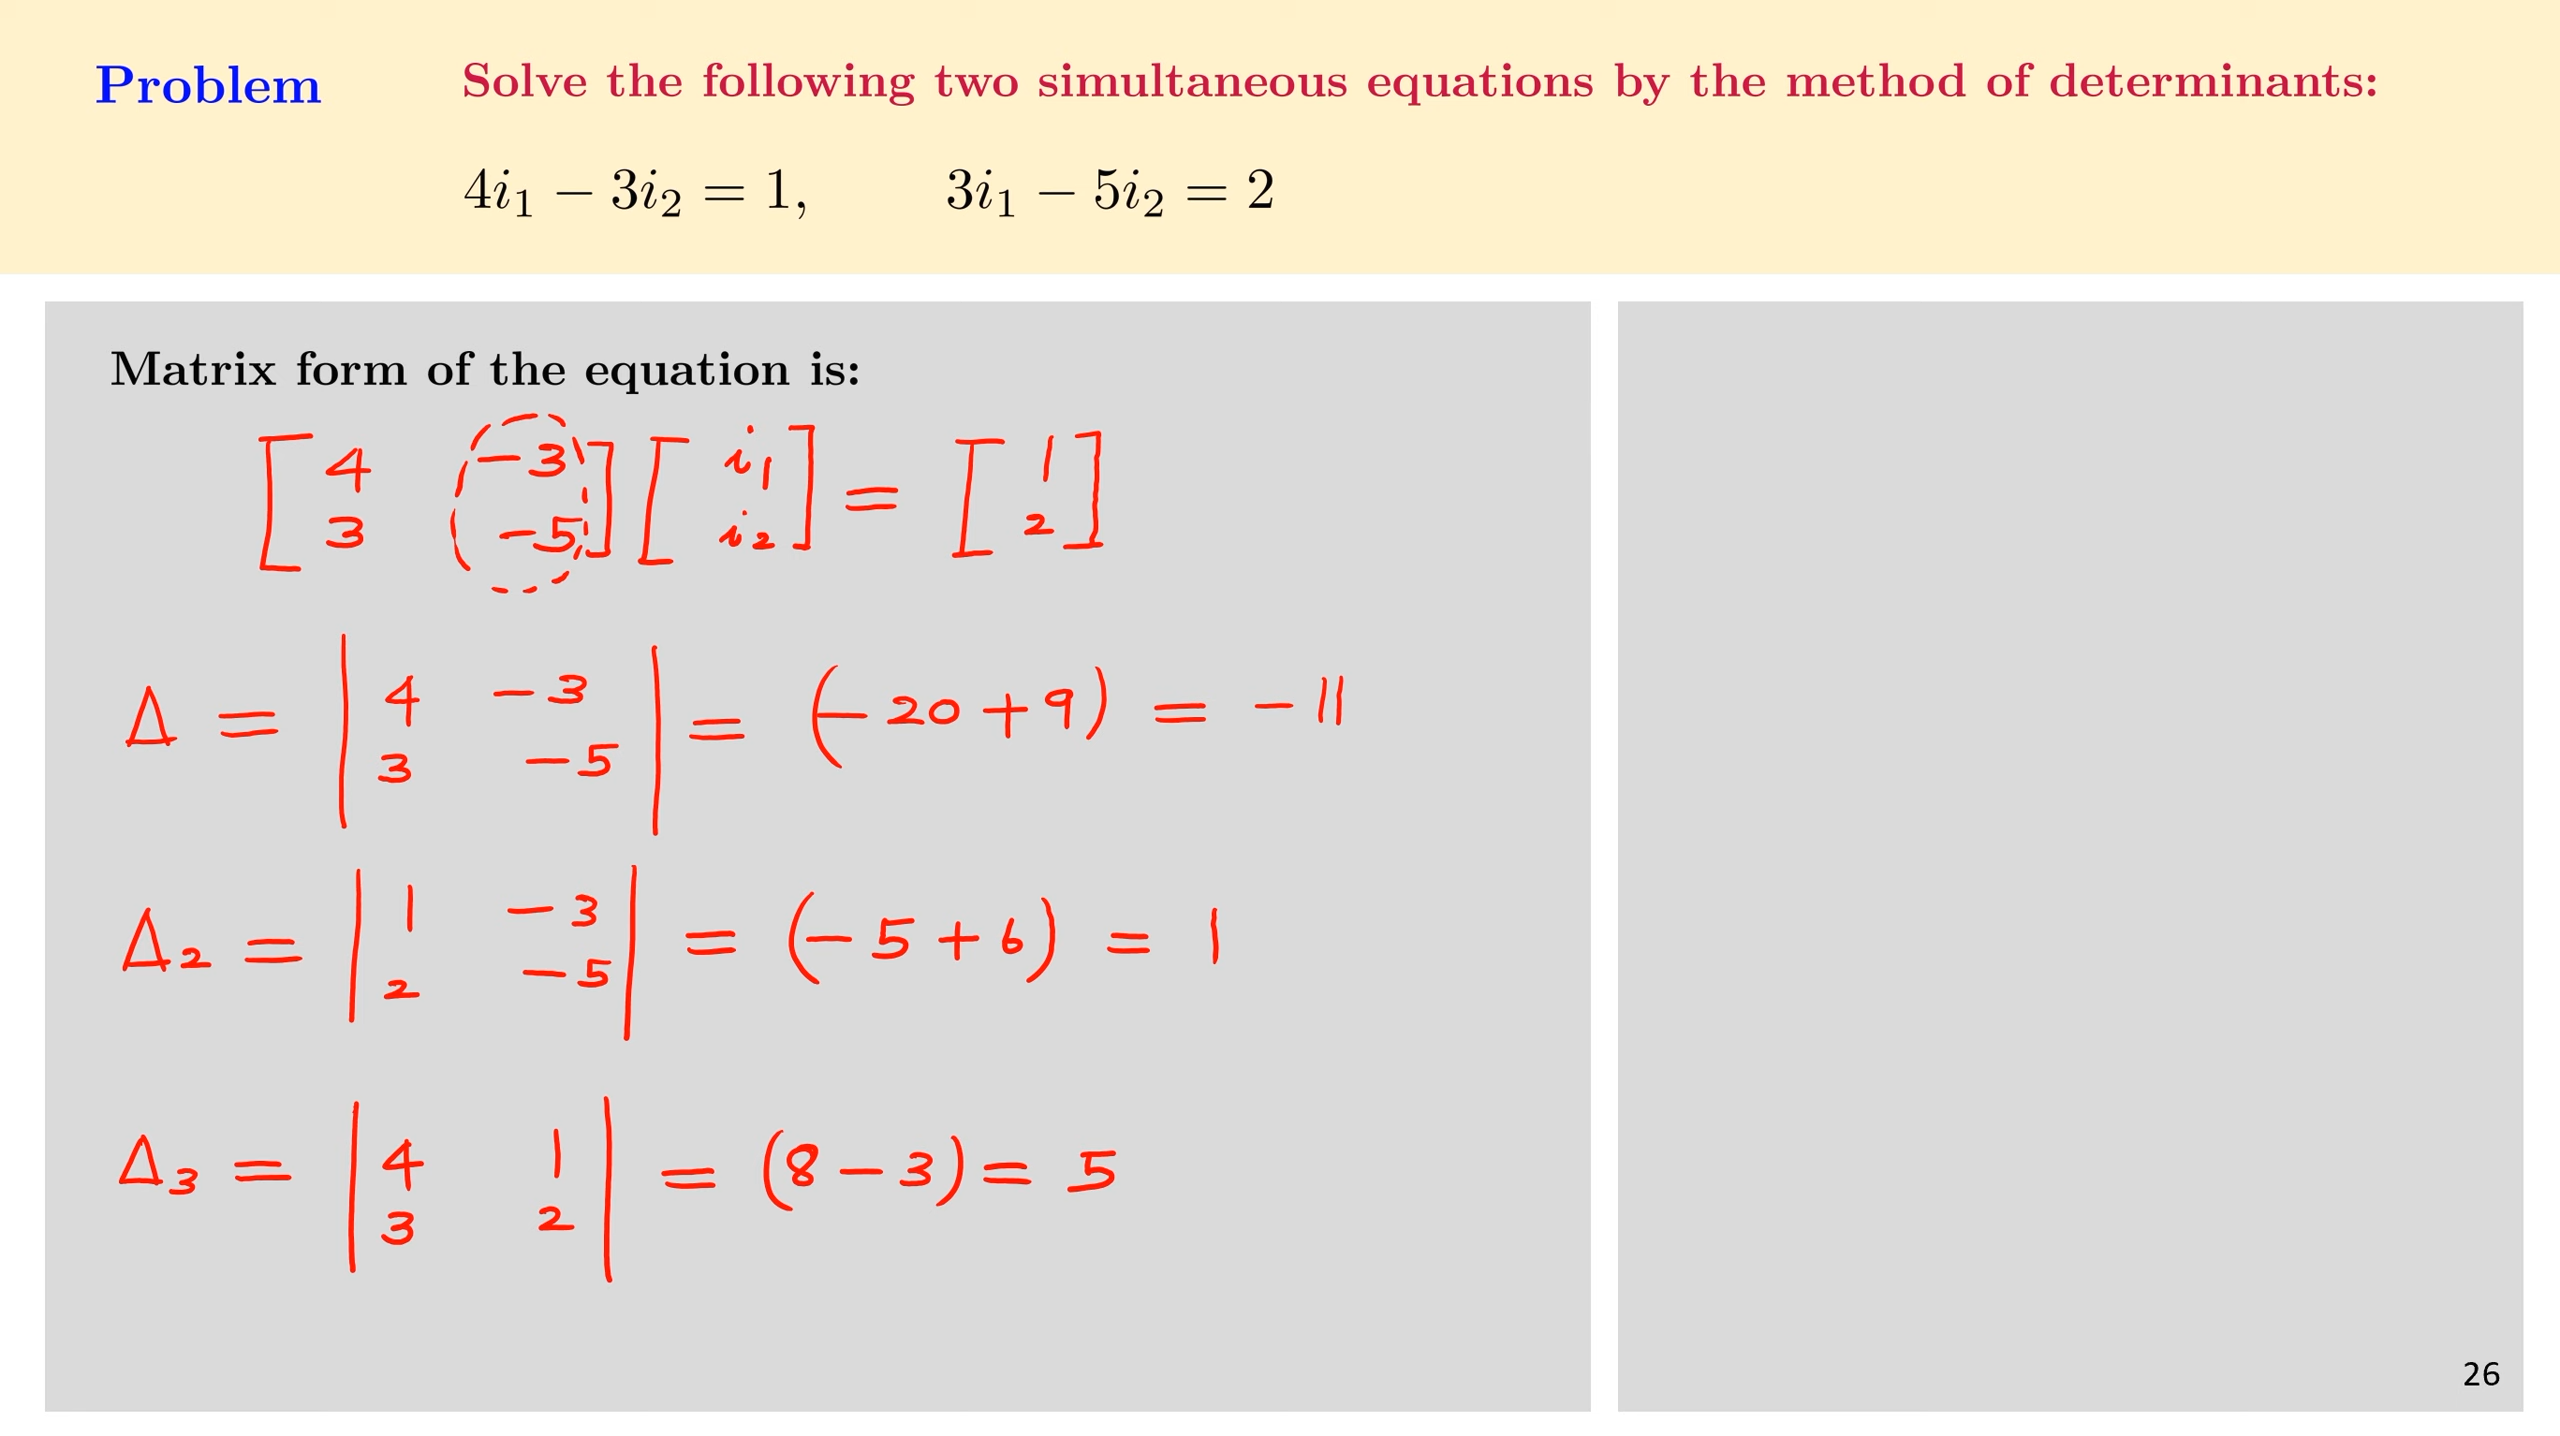 Problem Solve the following two simultaneous equations by the method of determinants:
4i₁ − 3i₂ = 1, 3i₁ − 5i₂ = 2
Matrix form of the equation is:
[4 −3; 3 −5] [i₁; i₂] = [1; 2]
Δ = |4 −3; 3 −5| = (−20 + 9) = −11
Δ₂ = |1 −3; 2 −5| = (−5 + 6) = 1
Δ₃ = |4 1; 3 2| = (8 − 3) = 5
26